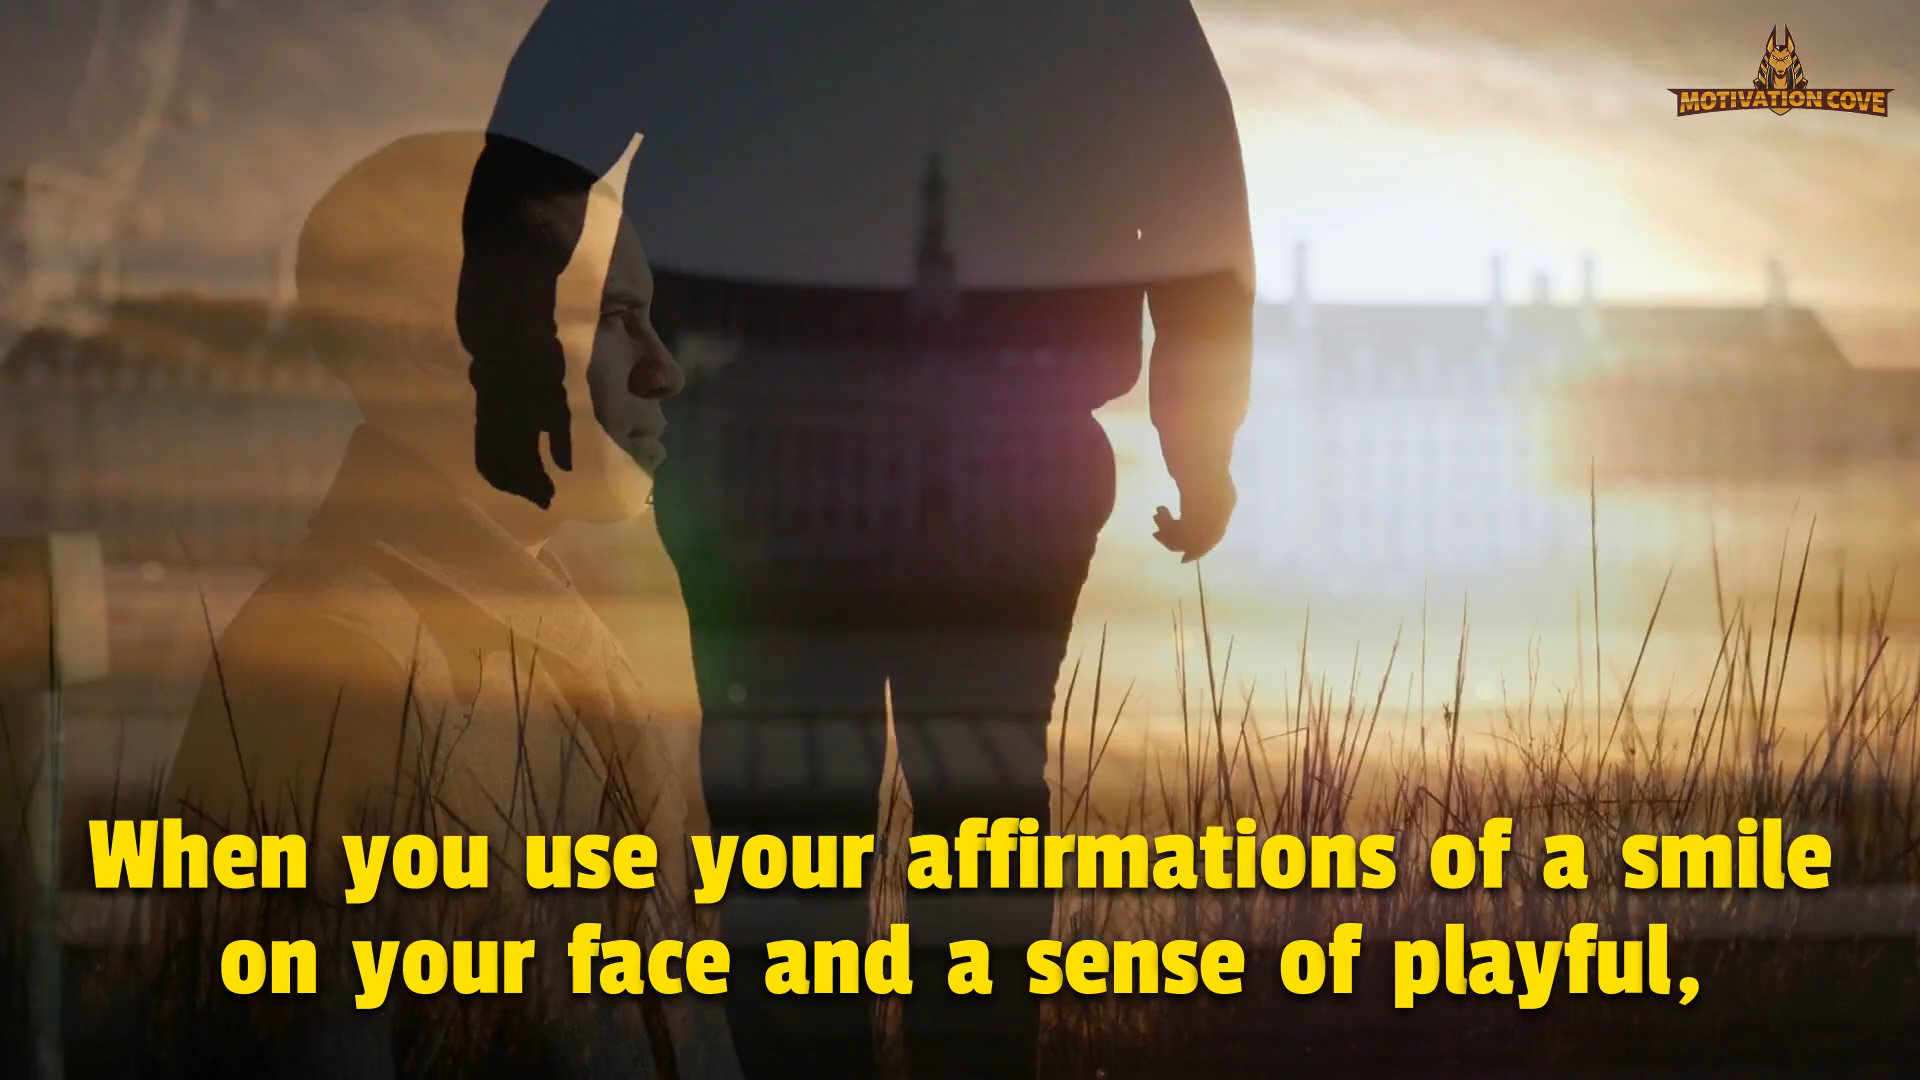 MOTIVATION COVE
When you use your affirmations of a smile
on your face and a sense of playful,